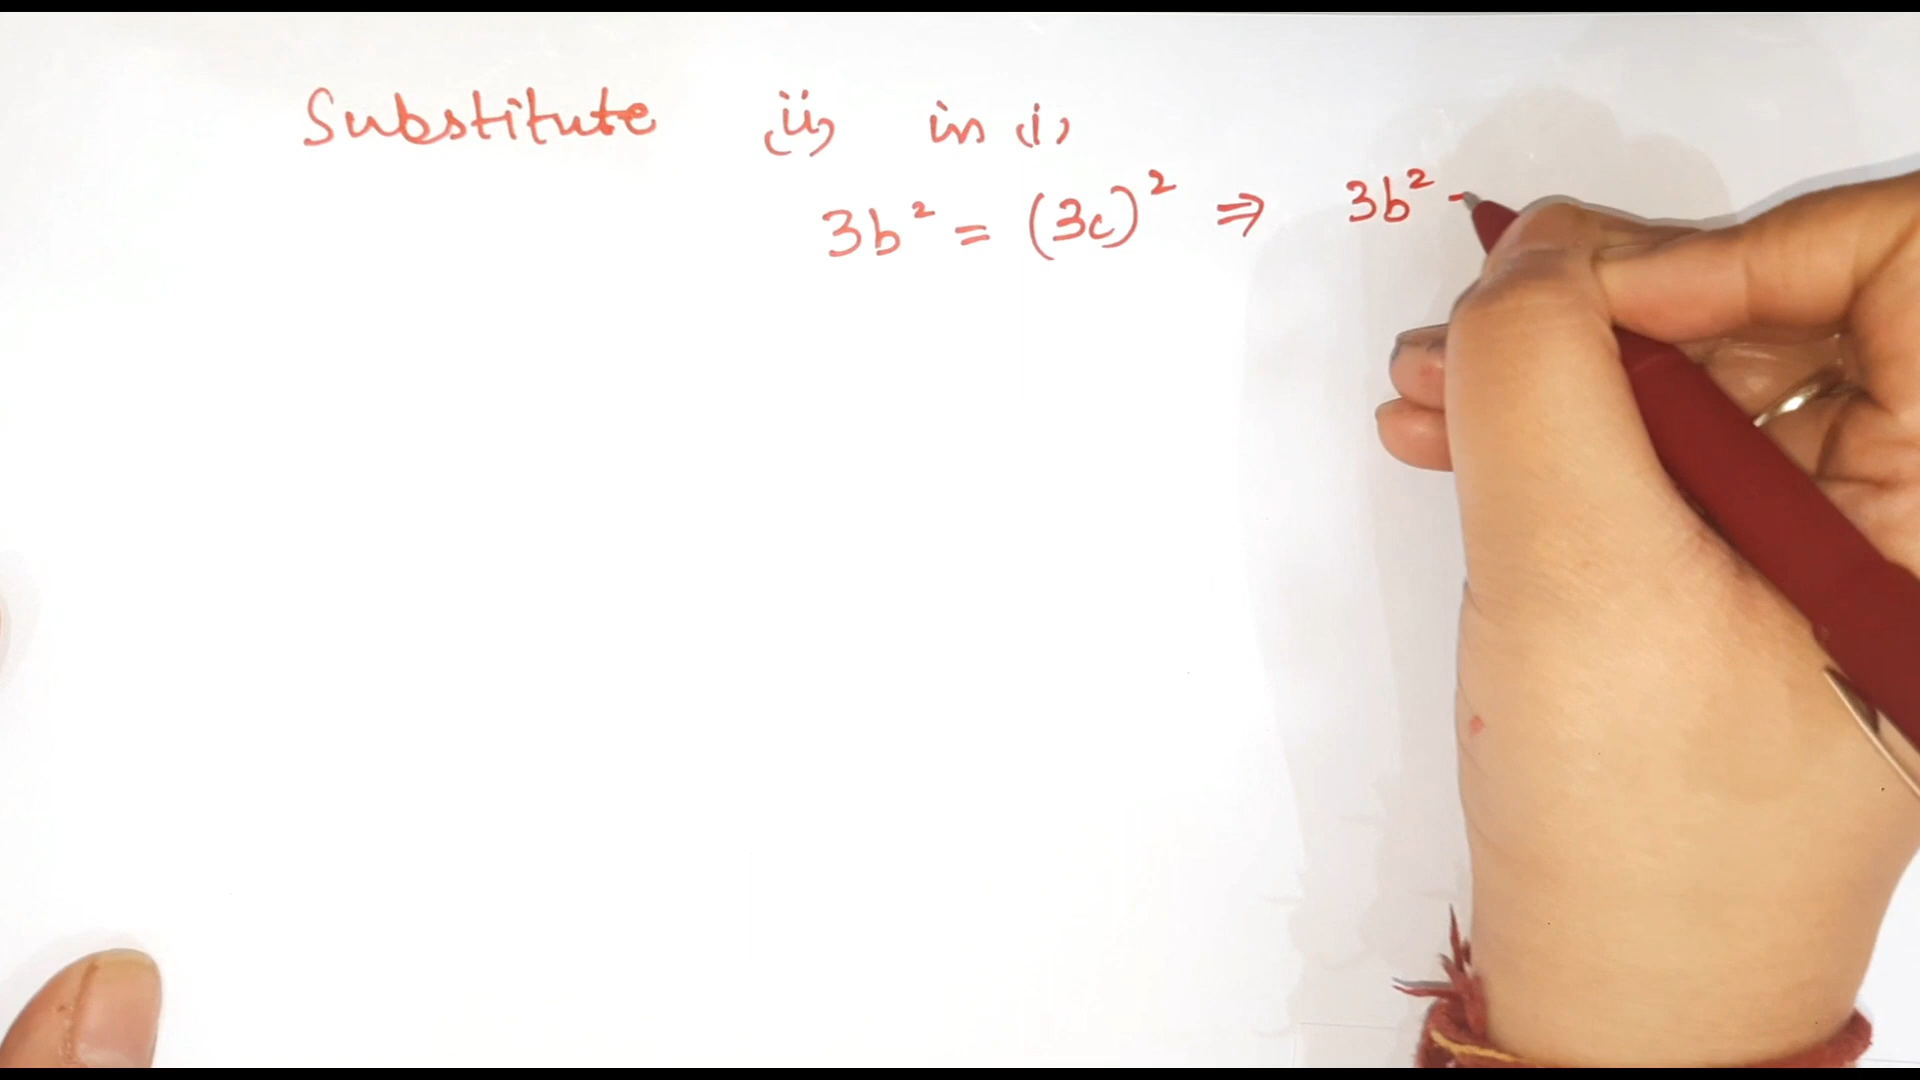 Substitute (ii) in (i)
3b² = (3c)² ⇒ 3b² -